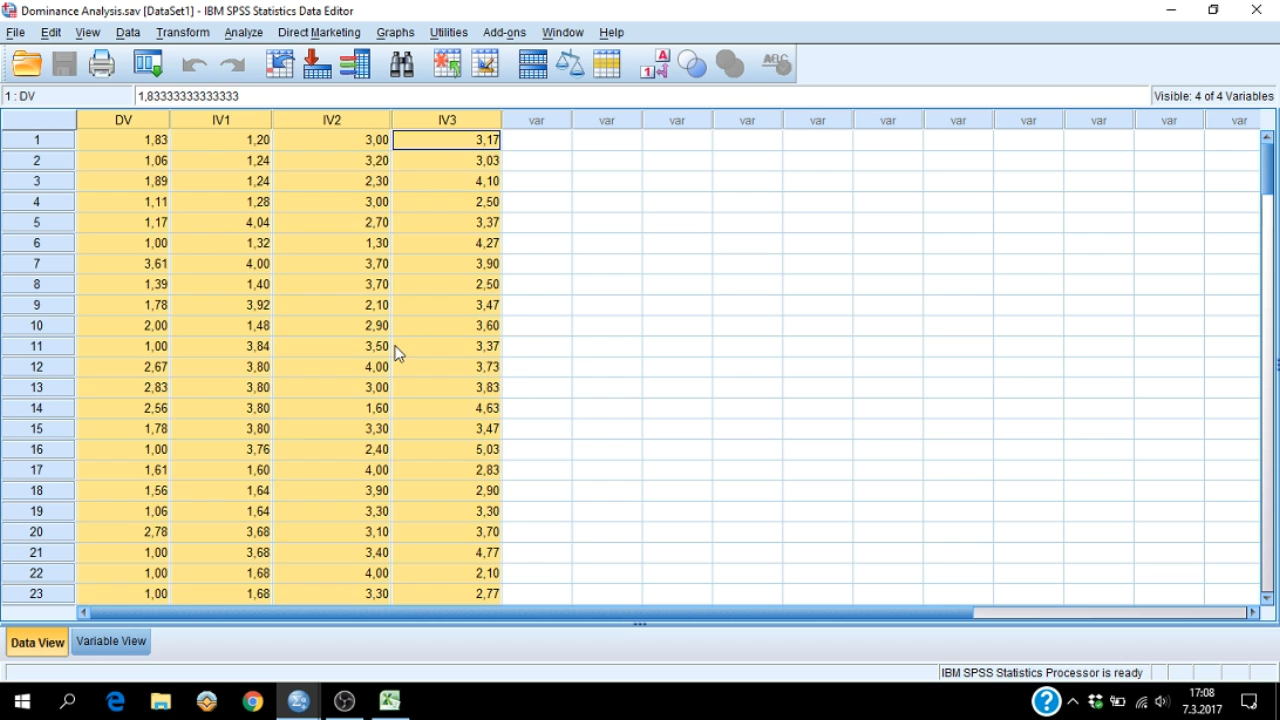 Dominance Analysis.sav [DataSet1] - IBM SPSS Statistics Data Editor
File Edit View Data Transform Analyze Direct Marketing Graphs Utilities Add-ons Window Help
1 : DV 1,83333333333333 Visible: 4 of 4 Variables
DV IV1 IV2 IV3 var var var var var var var var var var var
1 1,83 1,20 3,00 3,17
2 1,06 1,24 3,20 3,03
3 1,89 1,24 2,30 4,10
4 1,11 1,28 3,00 2,50
5 1,17 4,04 2,70 3,37
6 1,00 1,32 1,30 4,27
7 3,61 4,00 3,70 3,90
8 1,39 1,40 3,70 2,50
9 1,78 3,92 2,10 3,47
10 2,00 1,48 2,90 3,60
11 1,00 3,84 3,50 3,37
12 2,67 3,80 4,00 3,73
13 2,83 3,80 3,00 3,83
14 2,56 3,80 1,60 4,63
15 1,78 3,80 3,30 3,47
16 1,00 3,76 2,40 5,03
17 1,61 1,60 4,00 2,83
18 1,56 1,64 3,90 2,90
19 1,06 1,64 3,30 3,30
20 2,78 3,68 3,10 3,70
21 1,00 3,68 3,40 4,77
22 1,00 1,68 4,00 2,10
23 1,00 1,68 3,30 2,77
Data View Variable View
IBM SPSS Statistics Processor is ready
17:08
7.3.2017